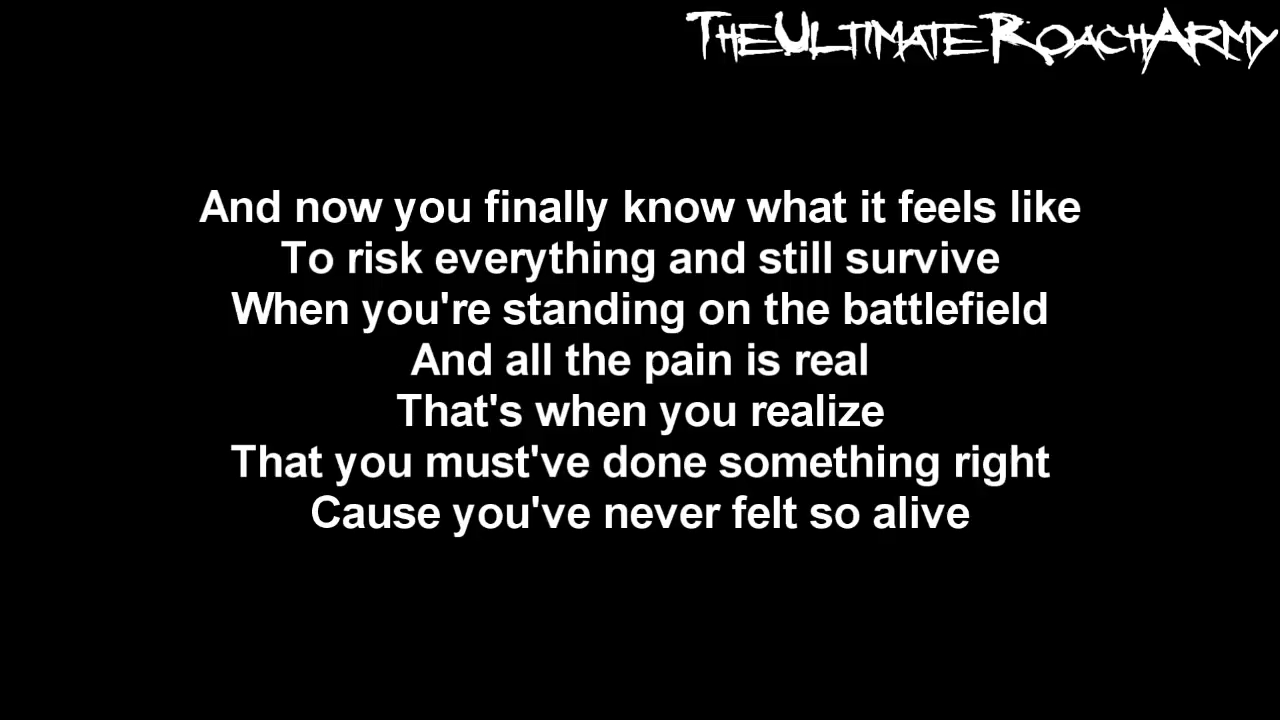 TheUltimateRoachArmy
And now you finally know what it feels like
To risk everything and still survive
When you're standing on the battlefield
And all the pain is real
That's when you realize
That you must've done something right
Cause you've never felt so alive